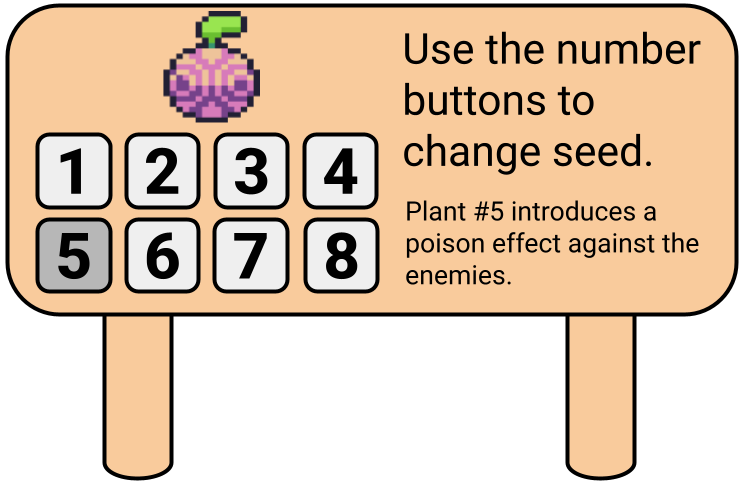 Use the number
buttons to
change seed.
1 2 3 4
5 6 7 8
Plant #5 introduces a
poison effect against the
enemies.